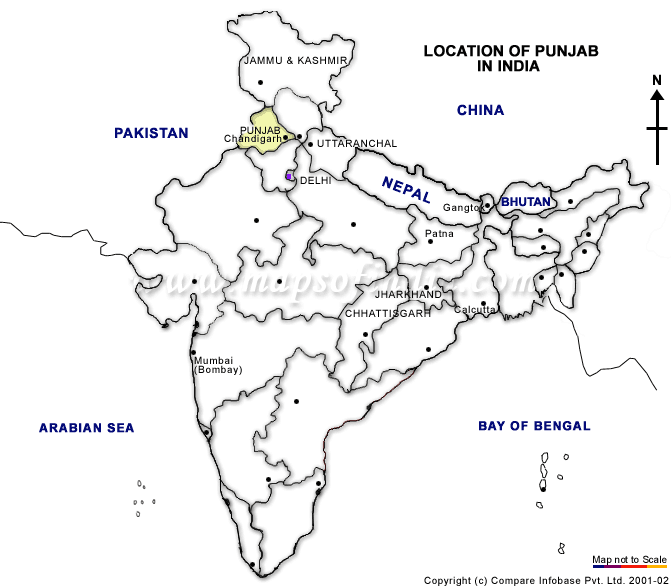 LOCATION OF PUNJAB
IN INDIA
JAMMU & KASHMIR
N
CHINA
PAKISTAN
PUNJAB
Chandigarh
UTTARANCHAL
DELHI
NEPAL
Gangtok
BHUTAN
Patna
www.mapsofindia.com
JHARKHAND
CHHATTISGARH
Calcutta
Mumbai
(Bombay)
ARABIAN SEA
BAY OF BENGAL
Map not to Scale
Copyright (c) Compare Infobase Pvt. Ltd. 2001-02